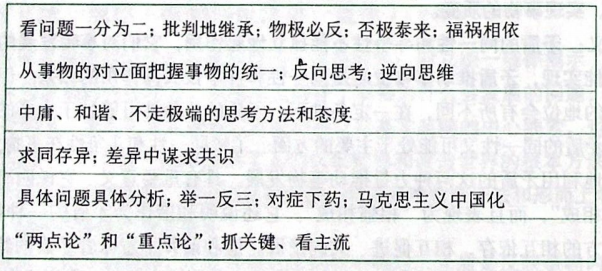 看问题一分为二；批判地继承；物极必反；否极泰来；福祸相依
从事物的对立面把握事物的统一；反向思考；逆向思维
中庸、和谐、不走极端的思考方法和态度
求同存异；差异中谋求共识
具体问题具体分析；举一反三；对症下药；马克思主义中国化
“两点论”和“重点论”；抓关键、看主流